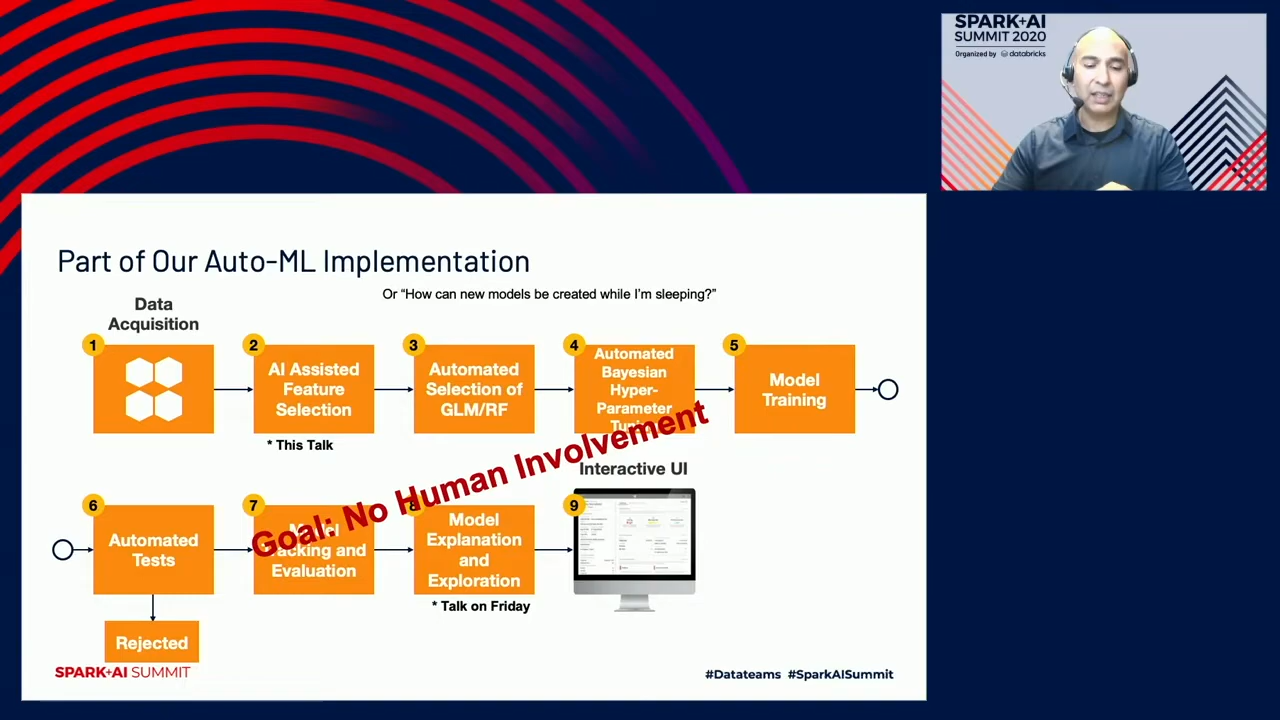 SPARK+AI
SUMMIT 2020
Organized by databricks
Part of Our Auto-ML Implementation
Or “How can new models be created while I’m sleeping?”
Data
Acquisition
1
2
AI Assisted
Feature
Selection
* This Talk
3
Automated
Selection of
GLM/RF
4
Automated
Bayesian
Hyper-
Parameter
5
Model
Training
Goal: No Human Involvement
6
Automated
Tests
Rejected
7
Evaluation
8
Model
Explanation
and
Exploration
* Talk on Friday
Interactive UI
9
SPARK+AI SUMMIT
#Datateams #SparkAISummit